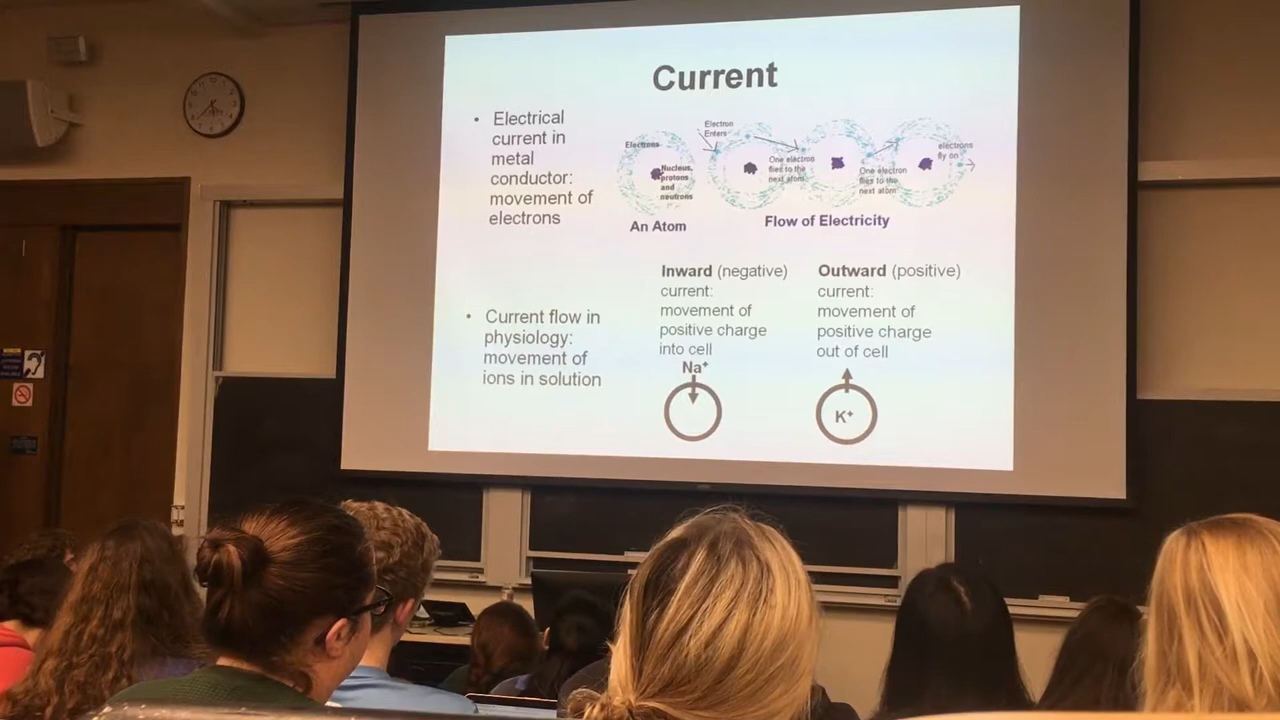 Current
• Electrical
current in
metal
conductor:
movement of
electrons
Electrons
Nucleus,
protons
and
neutrons
An Atom
Electron
Enters
One electron
flies to the
next atom
One electron
flies to the
next atom
electrons
fly on
Flow of Electricity
• Current flow in
physiology:
movement of
ions in solution
Inward (negative)
current:
movement of
positive charge
into cell
Na⁺
Outward (positive)
current:
movement of
positive charge
out of cell
K⁺